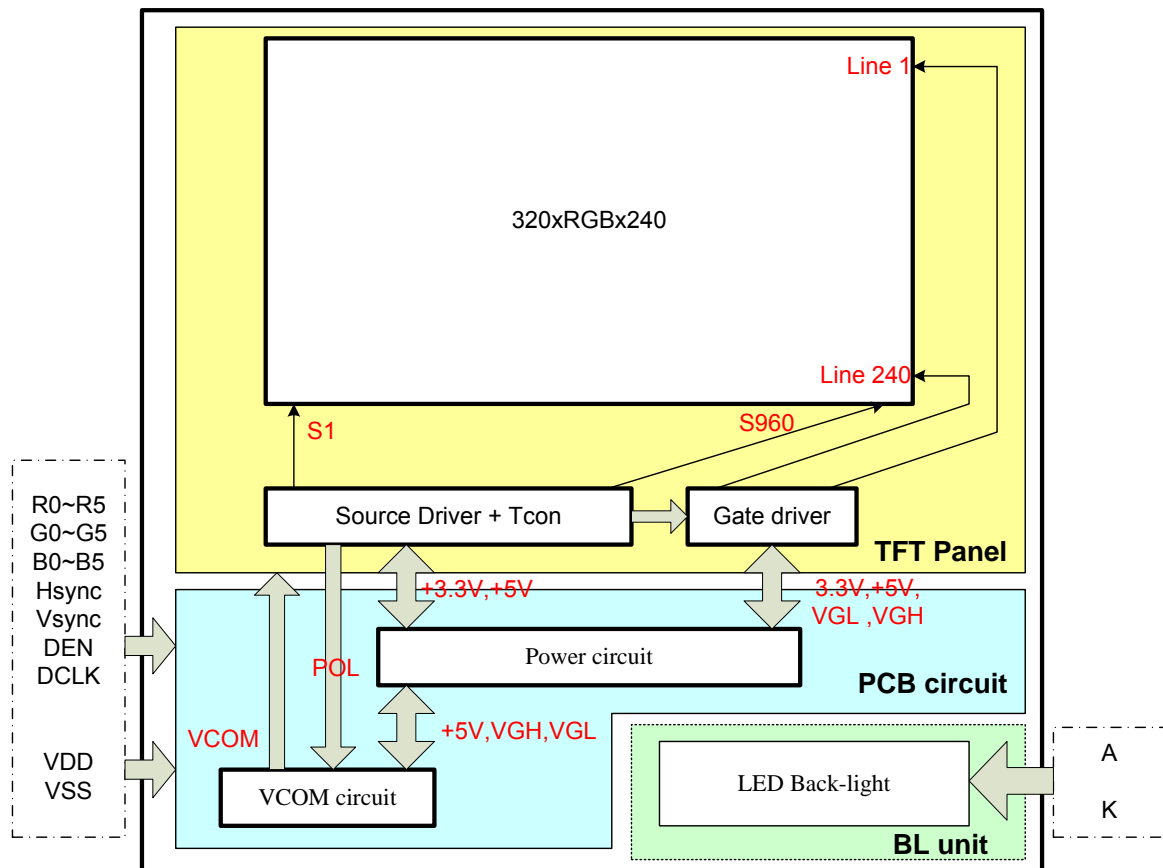 Line 1
320xRGBx240
Line 240
S1
S960
Source Driver + Tcon
Gate driver
TFT Panel
R0~R5
G0~G5
B0~B5
Hsync
Vsync
DEN
DCLK
VDD
VSS
+3.3V,+5V
3.3V,+5V,
VGL ,VGH
POL
Power circuit
PCB circuit
VCOM
+5V,VGH,VGL
VCOM circuit
LED Back-light
BL unit
A
K